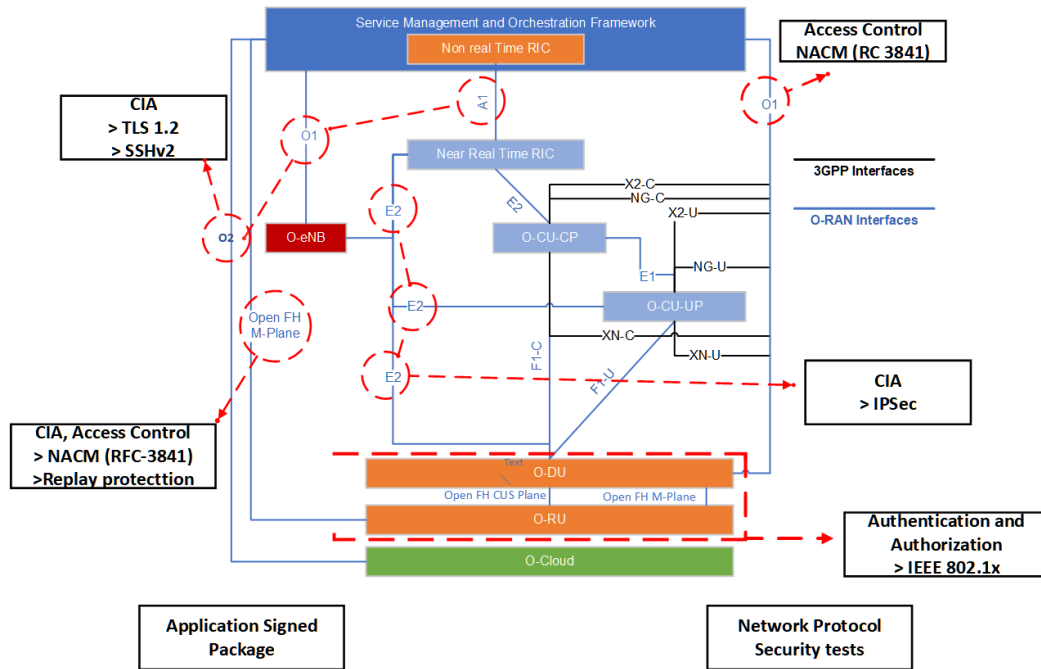 Service Management and Orchestration Framework
Non real Time RIC
Access Control
NACM (RC 3841)
CIA
> TLS 1.2
> SSHv2
A1
O1
O1
Near Real Time RIC
3GPP Interfaces
X2-C
NG-C
E2
E2
X2-U
O-RAN Interfaces
O2
O-eNB
O-CU-CP
E1
NG-U
E2
O-CU-UP
Open FH
M-Plane
XN-C
XN-U
F1-C
F1-U
E2
CIA
> IPSec
CIA, Access Control
> NACM (RFC-3841)
>Replay protecttion
Text
O-DU
Open FH CUS Plane
Open FH M-Plane
O-RU
Authentication and
Authorization
> IEEE 802.1x
O-Cloud
Application Signed
Package
Network Protocol
Security tests